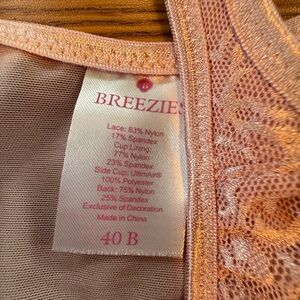 BREEZIES
Lace: 83% Nylon
17% Spandex
Cup Lining:
77% Nylon
23% Spandex
Side Cup: UltimAir®
100% Polyester
Back: 75% Nylon
25% Spandex
Exclusive of Decoration
Made in China
40 B